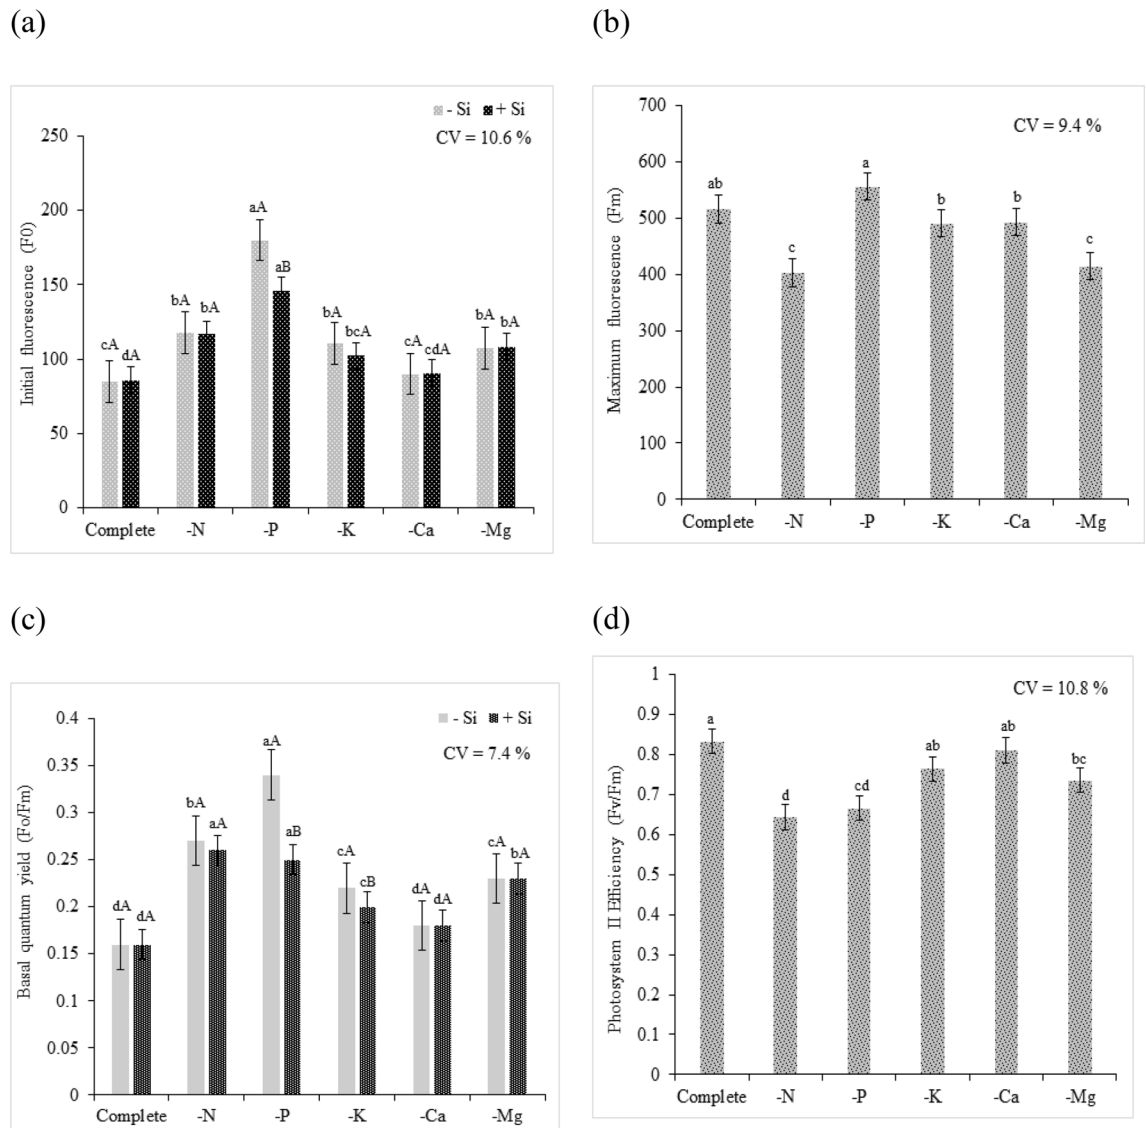 (a)
(b)
- Si + Si
CV = 10.6 %
250
200
150
100
50
0
Initial fluorescence (F0)
cA dA
bA bA
aA aB
bA bcA
cA cdA
bA bA
Complete -N -P -K -Ca -Mg
CV = 9.4 %
700
600
500
400
300
200
100
0
Maximum fluorescence (Fm)
ab c a b b c
Complete -N -P -K -Ca -Mg
(c)
(d)
- Si + Si
CV = 7.4 %
0.4
0.35
0.3
0.25
0.2
0.15
0.1
0.05
0
Basal quantum yield (Fo/Fm)
dA dA
bA aA
aA aB
cA cB
dA dA
cA bA
Complete -N -P -K -Ca -Mg
CV = 10.8 %
1
0.9
0.8
0.7
0.6
0.5
0.4
0.3
0.2
0.1
0
Photosystem II Efficiency (Fv/Fm)
a d cd ab ab bc
Complete -N -P -K -Ca -Mg